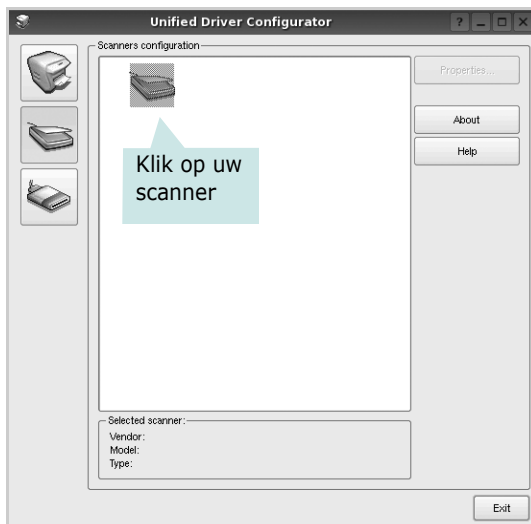 Unified Driver Configurator
Scanners configuration
Properties...
About
Help
Klik op uw
scanner
Selected scanner:
Vendor:
Model:
Type:
Exit